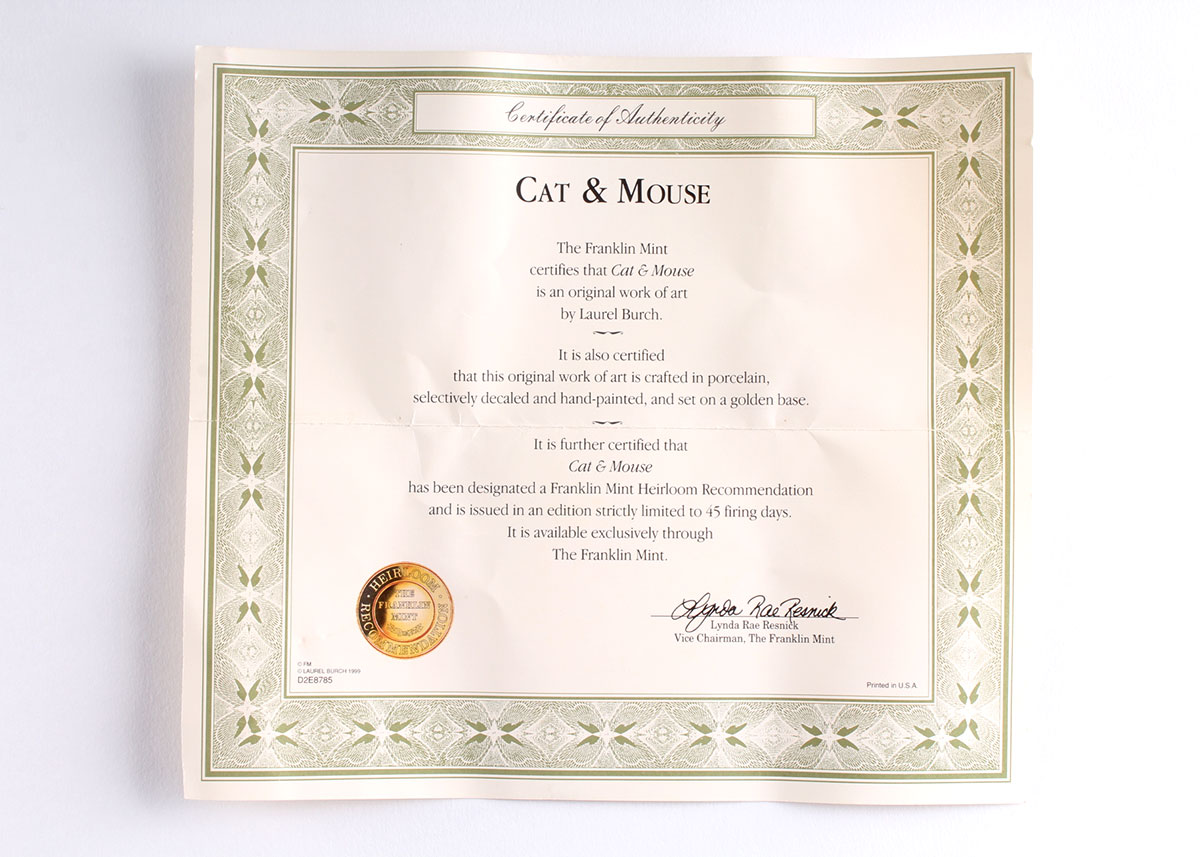 Certificate of Authenticity
CAT & MOUSE
The Franklin Mint
certifies that Cat & Mouse
is an original work of art
by Laurel Burch.
It is also certified
that this original work of art is crafted in porcelain,
selectively decaled and hand-painted, and set on a golden base.
It is further certified that
Cat & Mouse
has been designated a Franklin Mint Heirloom Recommendation
and is issued in an edition strictly limited to 45 firing days.
It is available exclusively through
The Franklin Mint.
· HEIRLOOM · RECOMMENDATION
THE
FRANKLIN
MINT
Lynda Rae Resnick
Lynda Rae Resnick
Vice Chairman, The Franklin Mint
© FM
© LAUREL BURCH 1999
D2E8785
Printed in U.S.A.